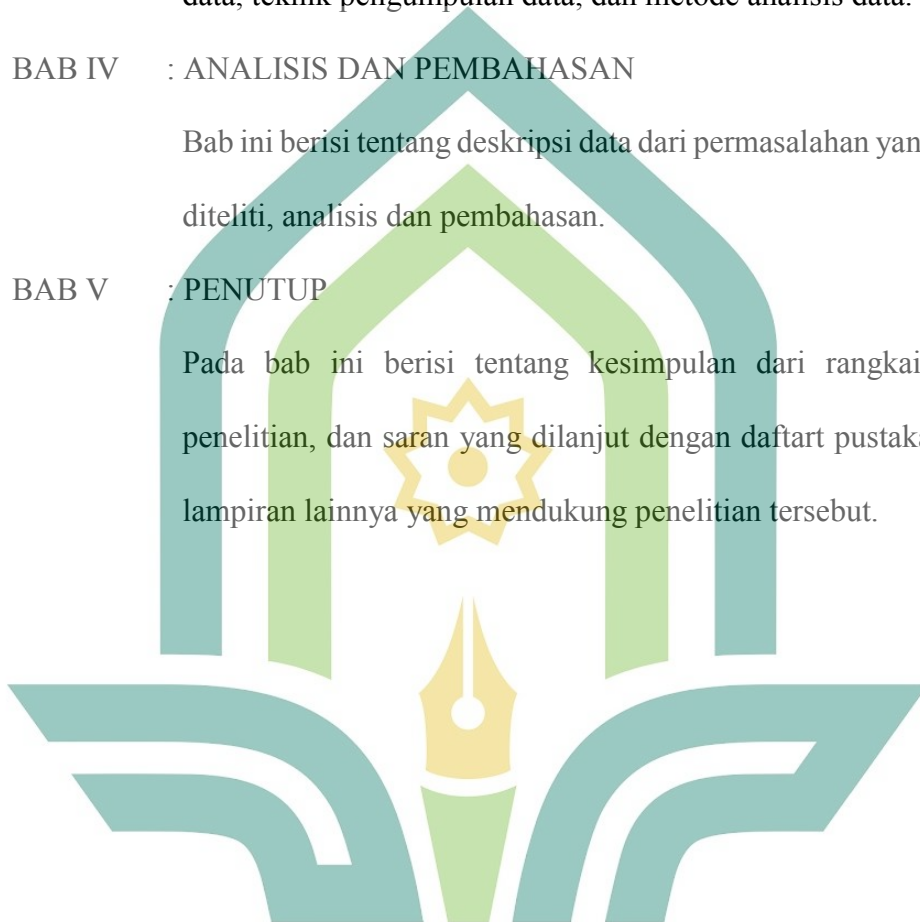 data, teknik pengumpulan data, dan metode analisis data.
BAB IV : ANALISIS DAN PEMBAHASAN
Bab ini berisi tentang deskripsi data dari permasalahan yan
diteliti, analisis dan pembahasan.
BAB V : PENUTUP
Pada bab ini berisi tentang kesimpulan dari rangkai
penelitian, dan saran yang dilanjut dengan daftart pustaka
lampiran lainnya yang mendukung penelitian tersebut.